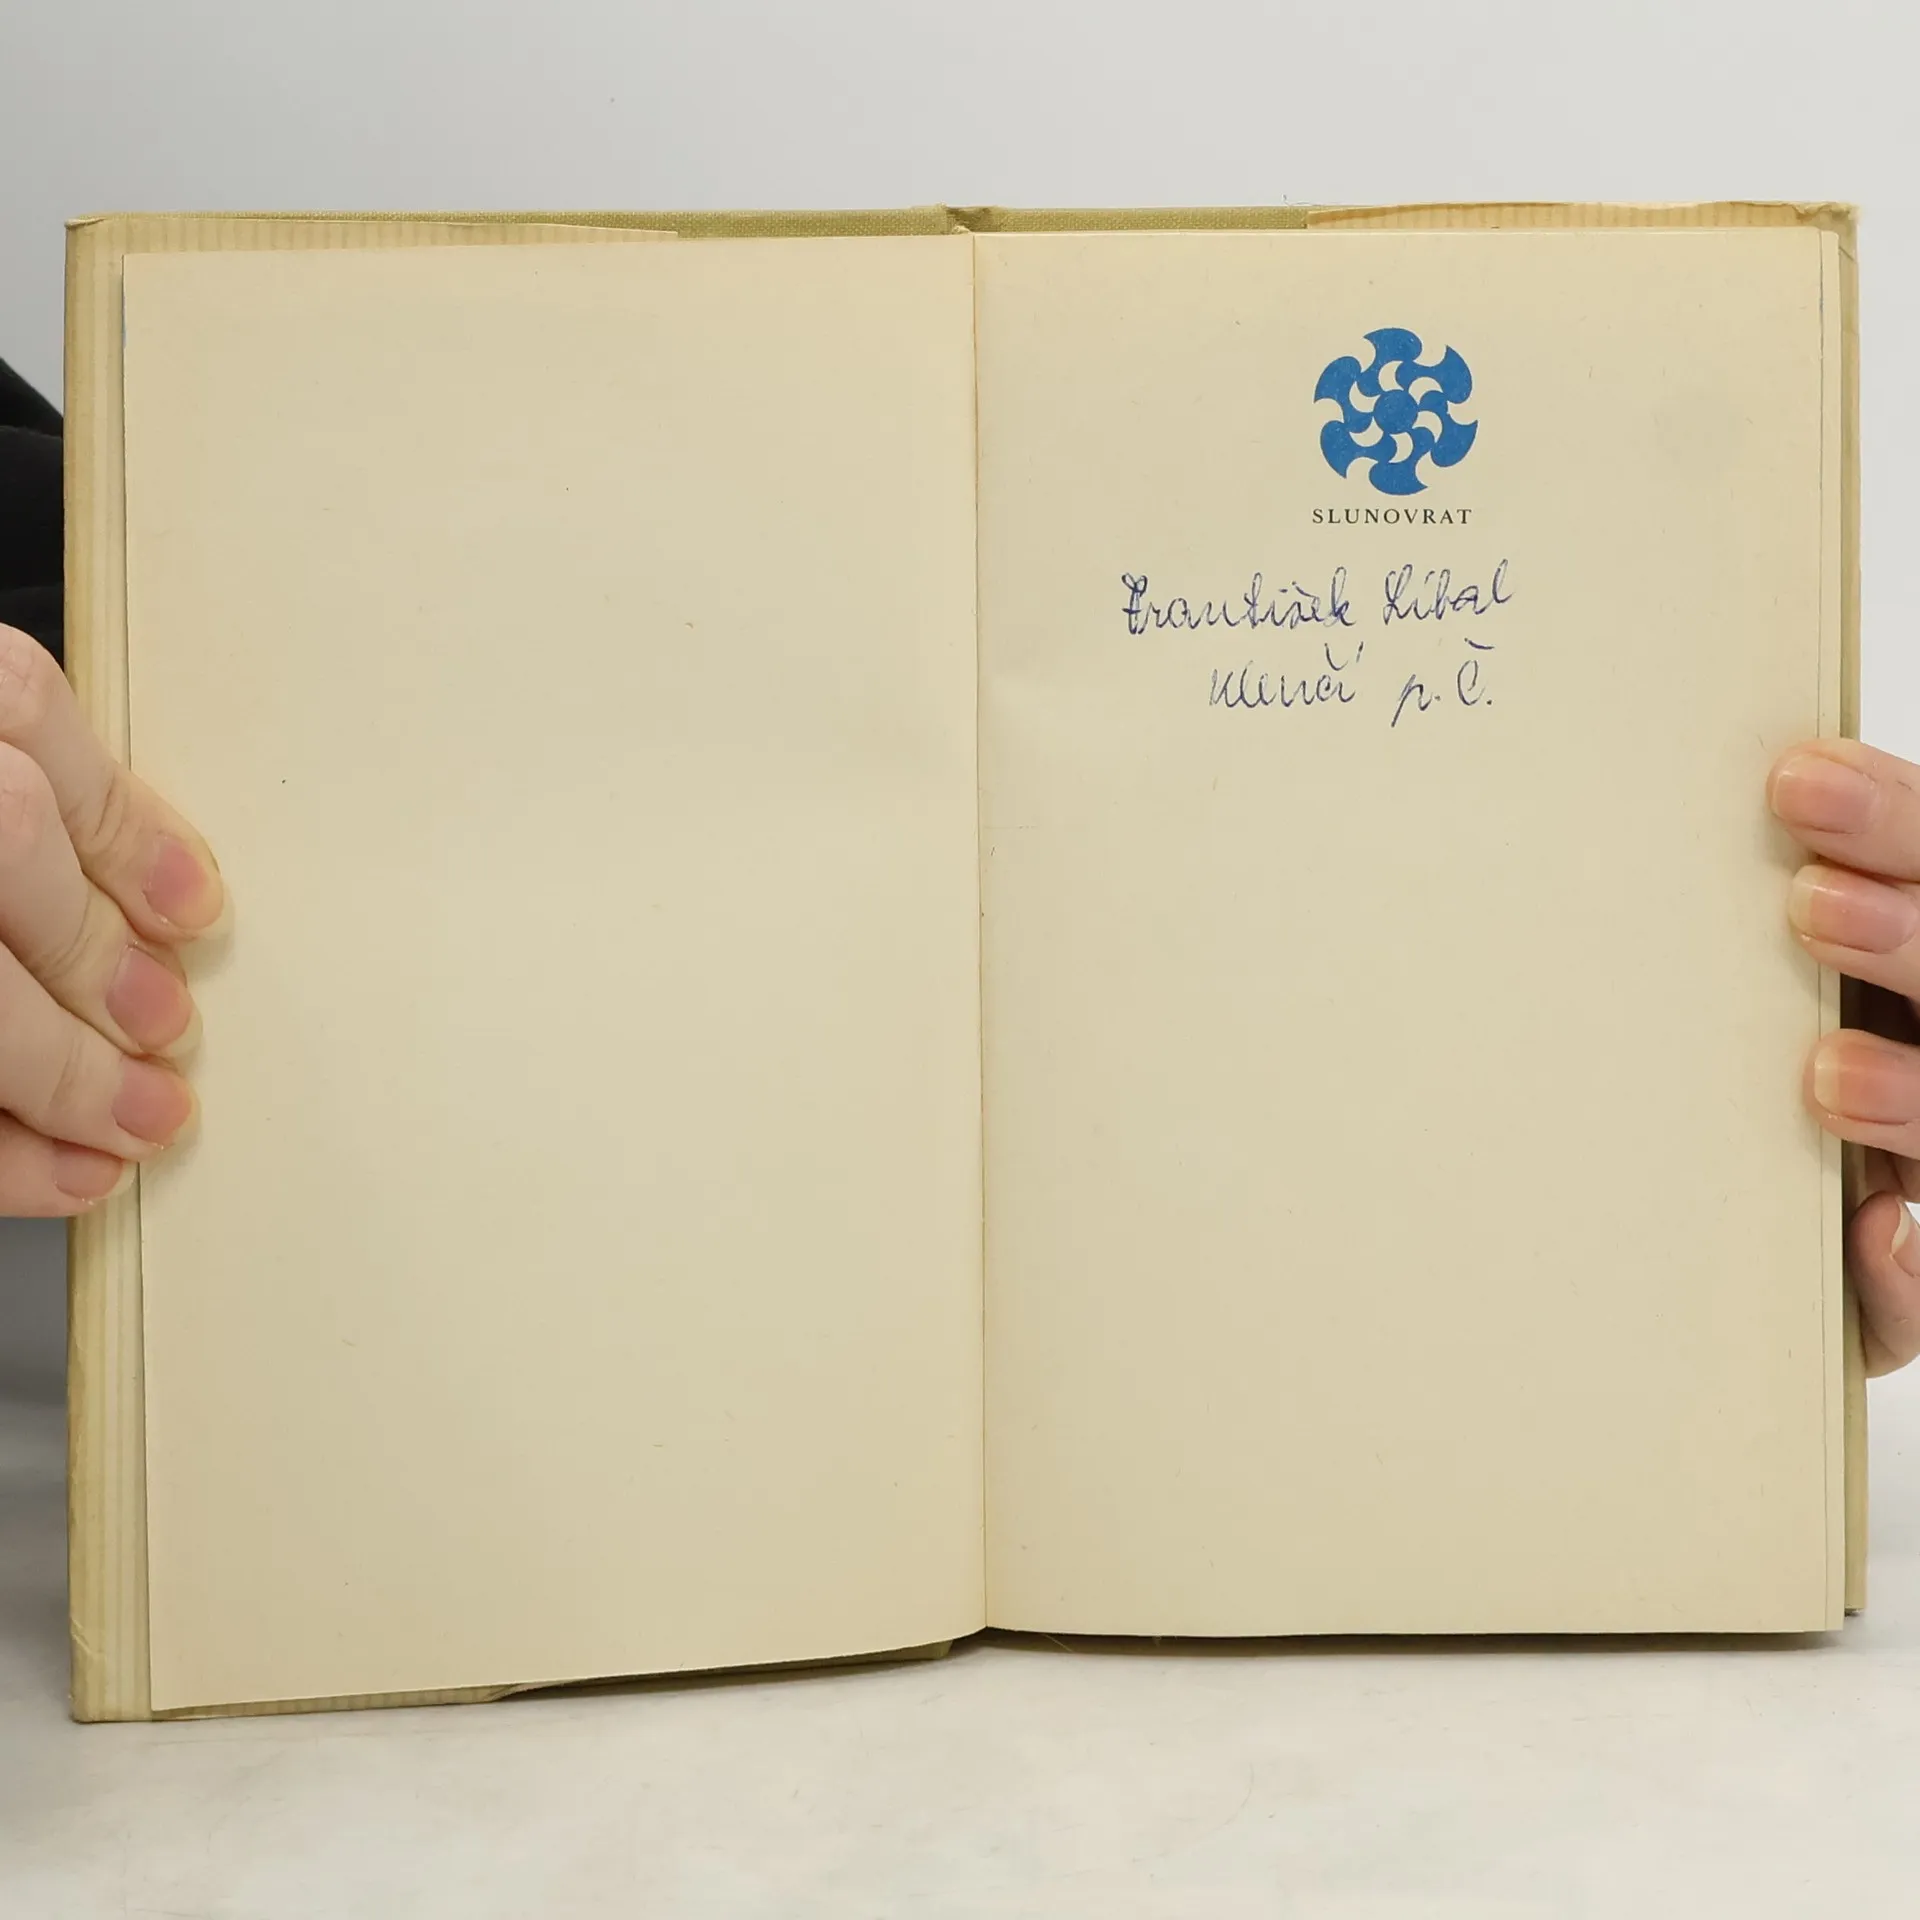 SLUNOVRAT
František Líbal
Klenčí p. Č.